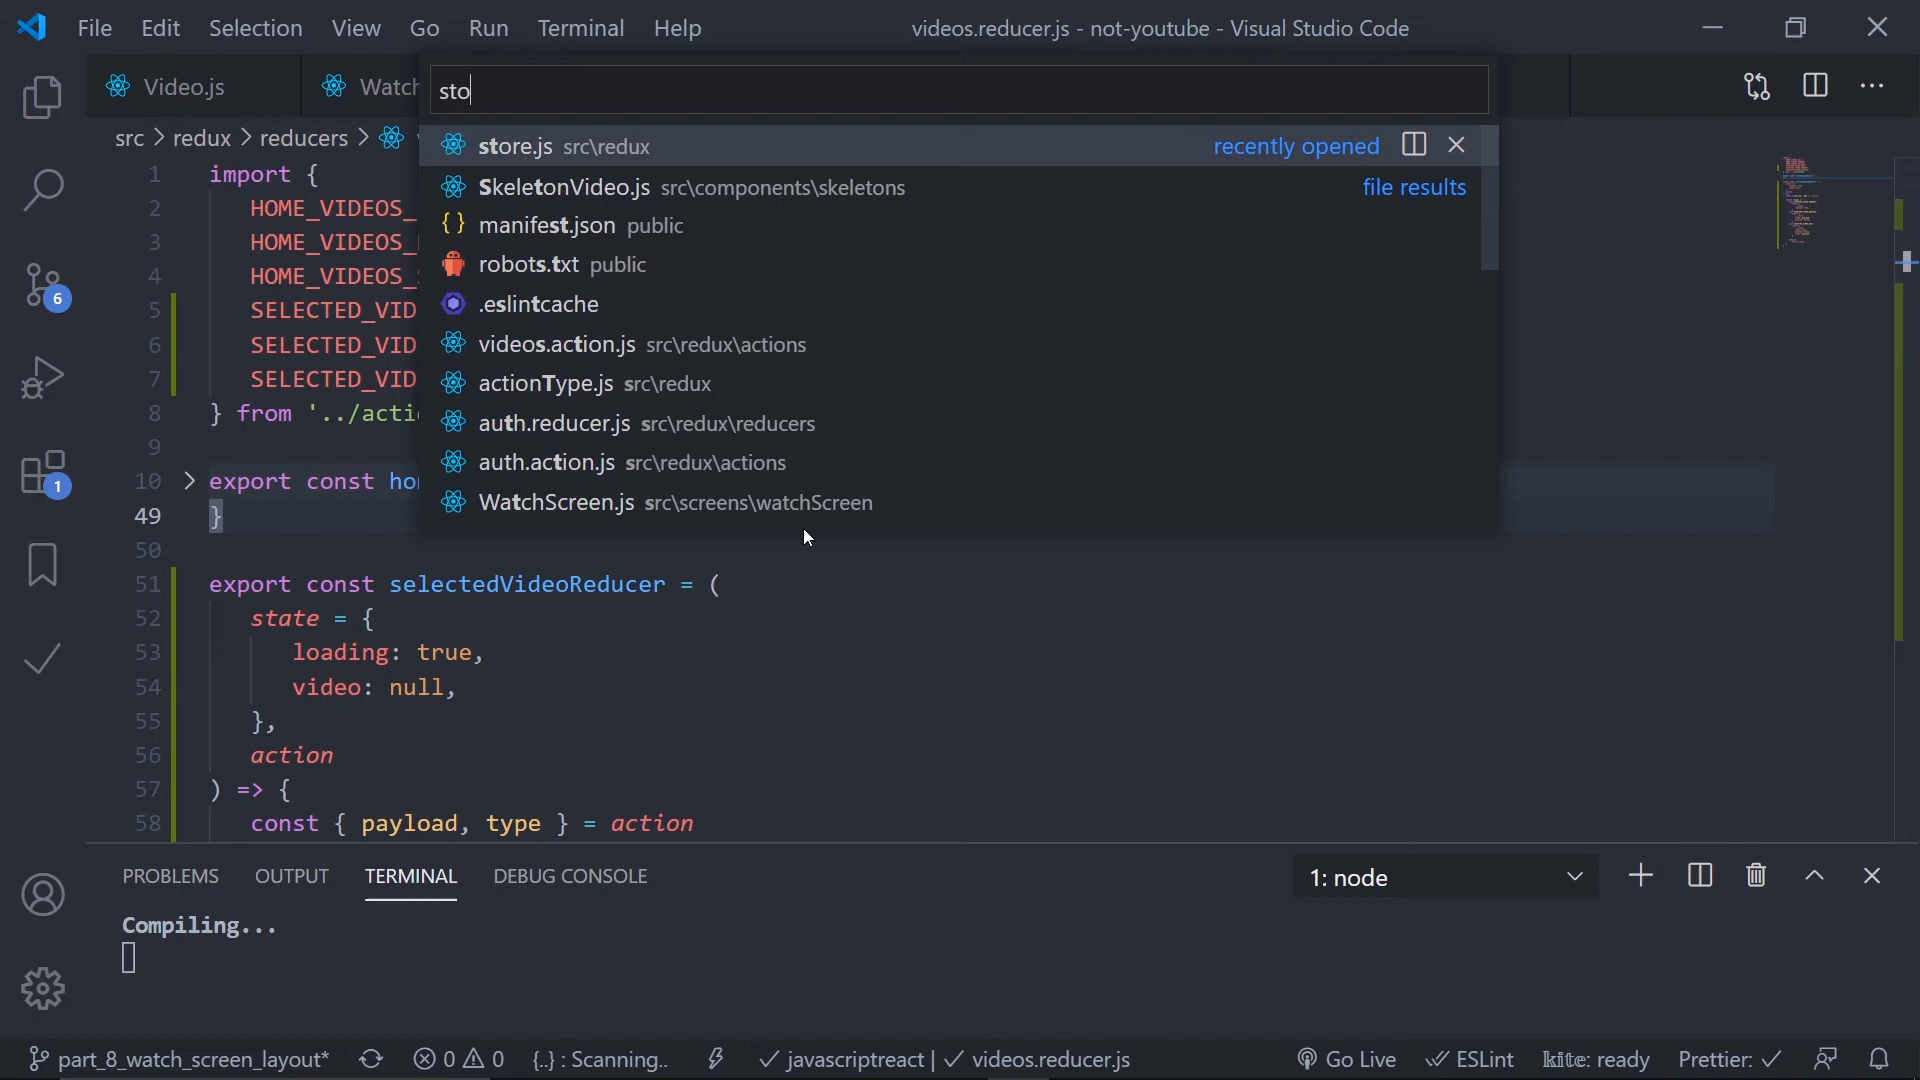 File Edit Selection View Go Run Terminal Help
videos.reducer.js - not-youtube - Visual Studio Code
Video.js
Watch
sto
src > redux > reducers >
store.js src\redux recently opened
SkeletonVideo.js src\components\skeletons file results
manifest.json public
robots.txt public
.eslintcache
videos.action.js src\redux\actions
actionType.js src\redux
auth.reducer.js src\redux\reducers
auth.action.js src\redux\actions
WatchScreen.js src\screens\watchScreen
1 import {
2 HOME_VIDEOS_
3 HOME_VIDEOS_
4 HOME_VIDEOS_
5 SELECTED_VID
6 SELECTED_VID
7 SELECTED_VID
8 } from '../acti
9
10 export const ho
49 }
50
51 export const selectedVideoReducer = (
52 state = {
53 loading: true,
54 video: null,
55 },
56 action
57 ) => {
58 const { payload, type } = action
6
1
PROBLEMS OUTPUT TERMINAL DEBUG CONSOLE 1: node
Compiling...
part_8_watch_screen_layout* 0 0 {..} : Scanning.. javascriptreact | videos.reducer.js Go Live ESLint kite: ready Prettier: